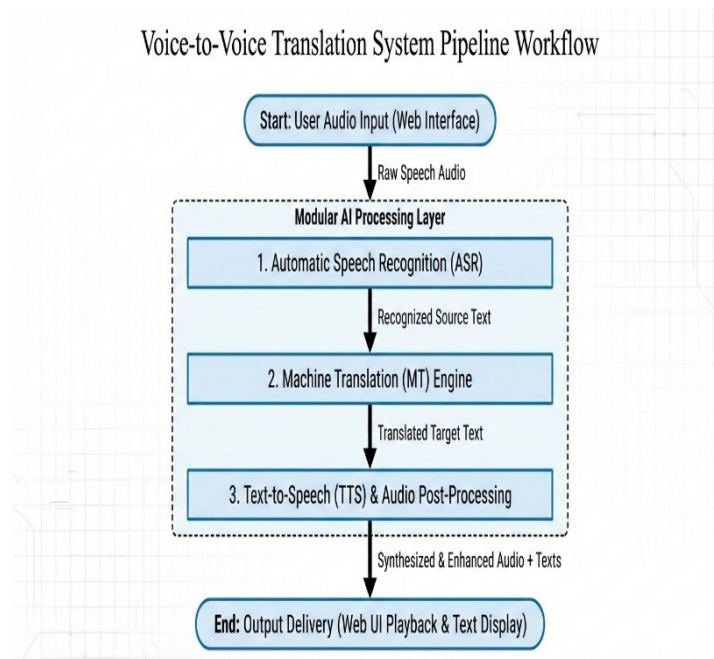 Voice-to-Voice Translation System Pipeline Workflow
Start: User Audio Input (Web Interface)
Raw Speech Audio
Modular AI Processing Layer
1. Automatic Speech Recognition (ASR)
Recognized Source Text
2. Machine Translation (MT) Engine
Translated Target Text
3. Text-to-Speech (TTS) & Audio Post-Processing
Synthesized & Enhanced Audio + Texts
End: Output Delivery (Web UI Playback & Text Display)